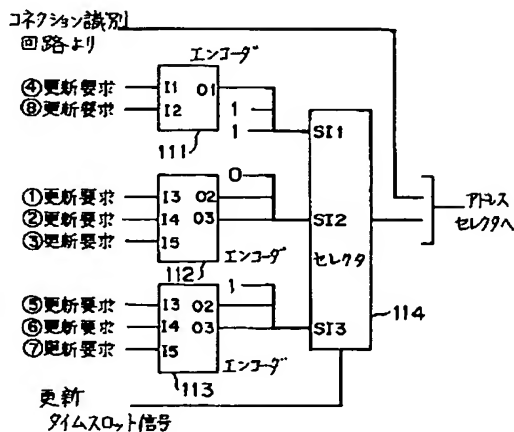 コネクション識別
回路より
エンコーダ
④更新要求
I1 O1
⑧更新要求
I2
1
1
SI1
111
①更新要求
I3 O2
0
②更新要求
I4 O3
SI2
③更新要求
I5
エンコーダ
セレクタ
アドレス
セレクタへ
112
1
⑤更新要求
I3 O2
⑥更新要求
I4 O3
SI3
114
⑦更新要求
I5
エンコーダ
113
更新
タイムスロット信号